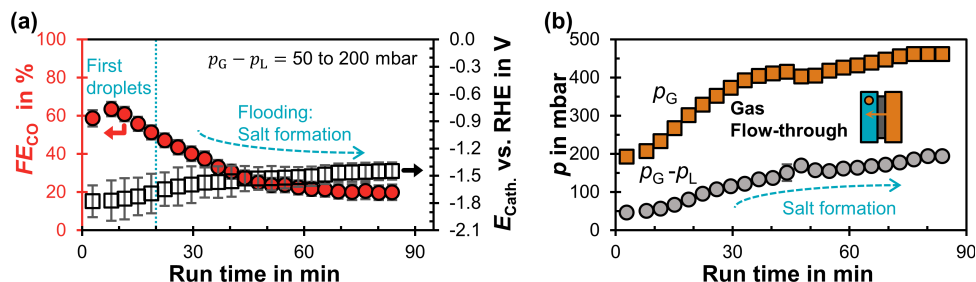 (a)
100
80
60
40
20
0
FE_CO in %
First
droplets
p_G − p_L = 50 to 200 mbar
Flooding:
Salt formation
0.0
-0.3
-0.6
-0.9
-1.2
-1.5
-1.8
-2.1
E_Cath. vs. RHE in V
0
30
60
90
Run time in min
(b)
500
400
300
200
100
0
p in mbar
p_G
Gas
Flow-through
p_G-p_L
Salt formation
0
30
60
90
Run time in min